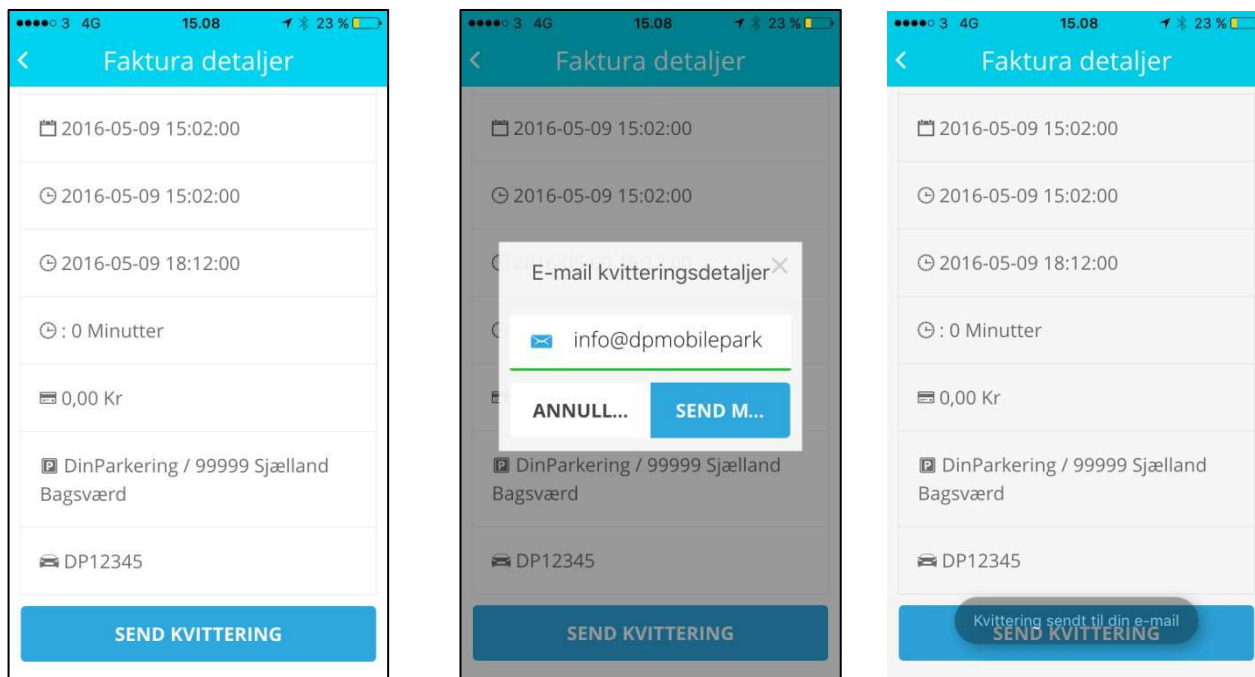 3 4G 15.08 23 %
Faktura detaljer
2016-05-09 15:02:00
2016-05-09 15:02:00
2016-05-09 18:12:00
: 0 Minutter
0,00 Kr
DinParkering / 99999 Sjælland
Bagsværd
DP12345
SEND KVITTERING
3 4G 15.08 23 %
Faktura detaljer
2016-05-09 15:02:00
2016-05-09 15:02:00
E-mail kvitteringsdetaljer
info@dpmobilepark
ANNULL... SEND M...
DinParkering / 99999 Sjælland
Bagsværd
DP12345
SEND KVITTERING
3 4G 15.08 23 %
Faktura detaljer
2016-05-09 15:02:00
2016-05-09 15:02:00
2016-05-09 18:12:00
: 0 Minutter
0,00 Kr
DinParkering / 99999 Sjælland
Bagsværd
DP12345
Kvittering sendt til din e-mail
SEND KVITTERING